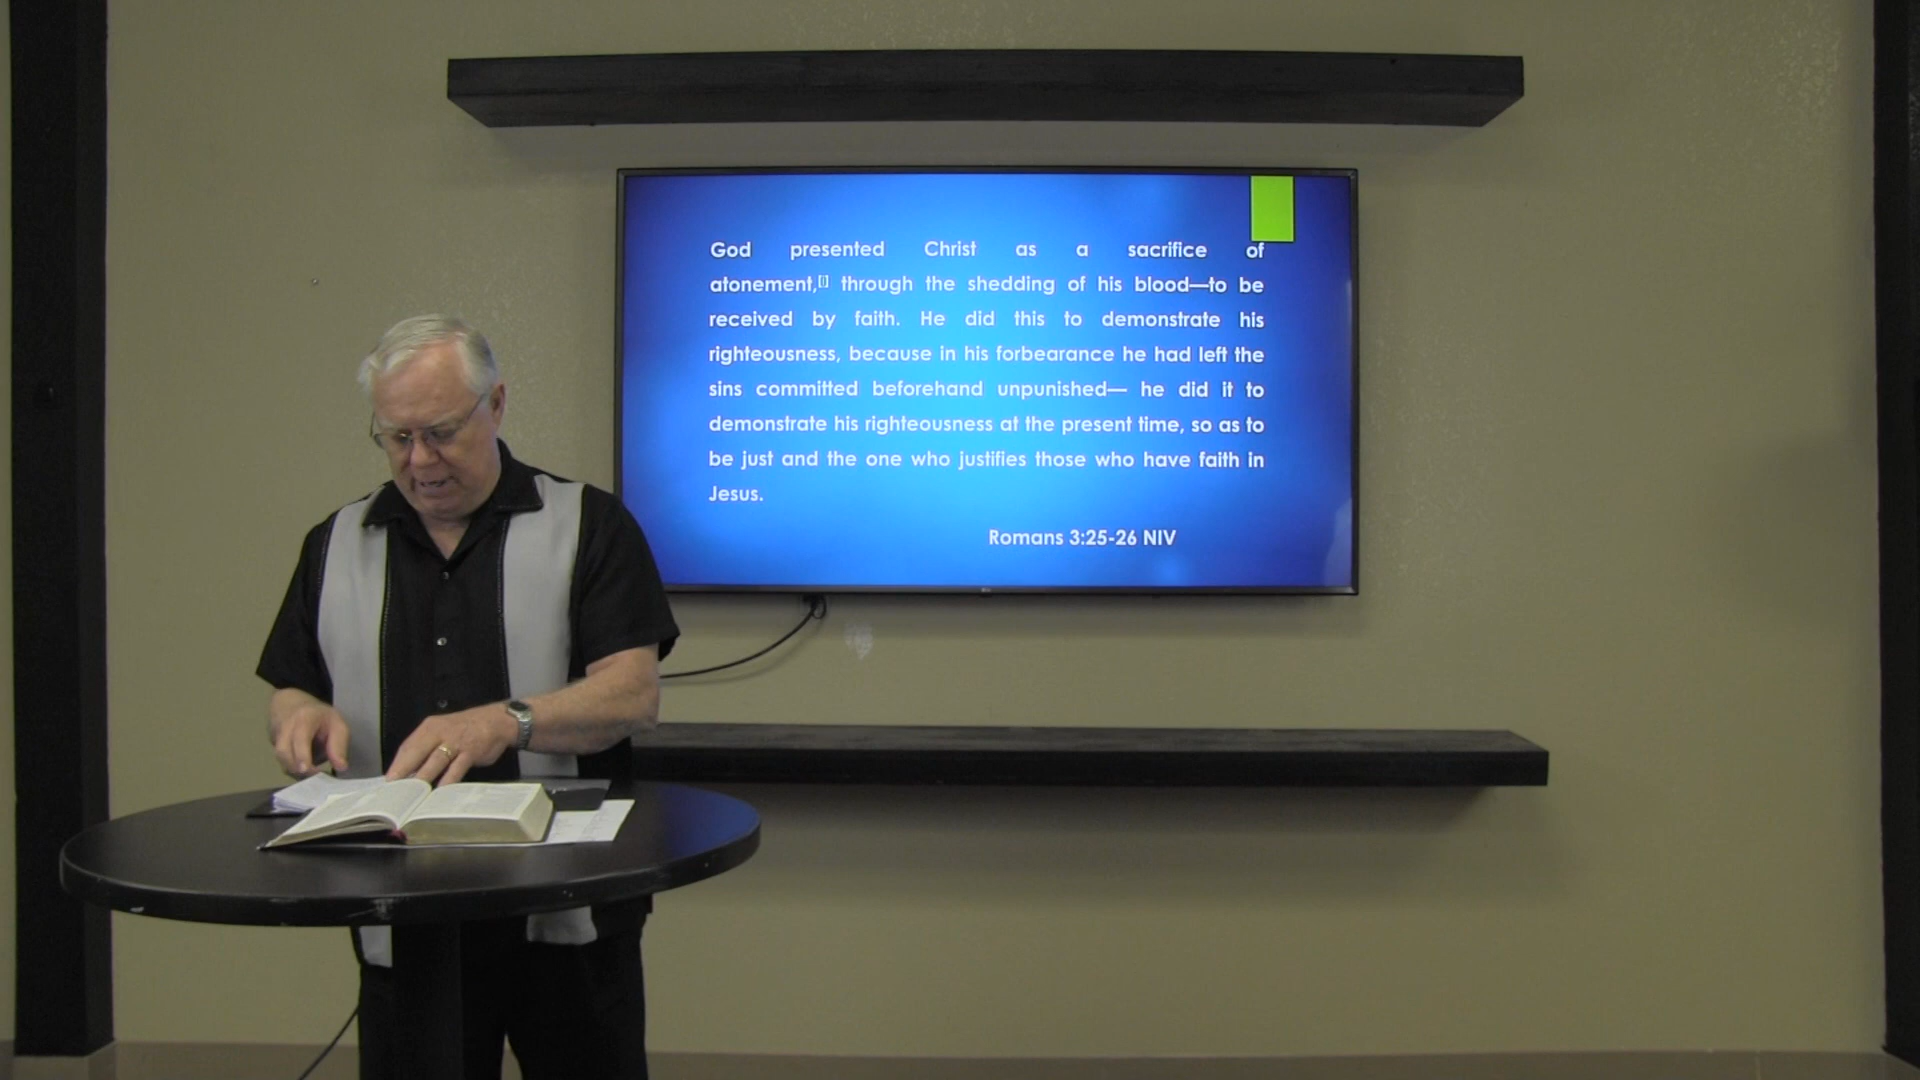 God presented Christ as a sacrifice of
atonement,[i] through the shedding of his blood—to be
received by faith. He did this to demonstrate his
righteousness, because in his forbearance he had left the
sins committed beforehand unpunished— he did it to
demonstrate his righteousness at the present time, so as to
be just and the one who justifies those who have faith in
Jesus.
Romans 3:25-26 NIV